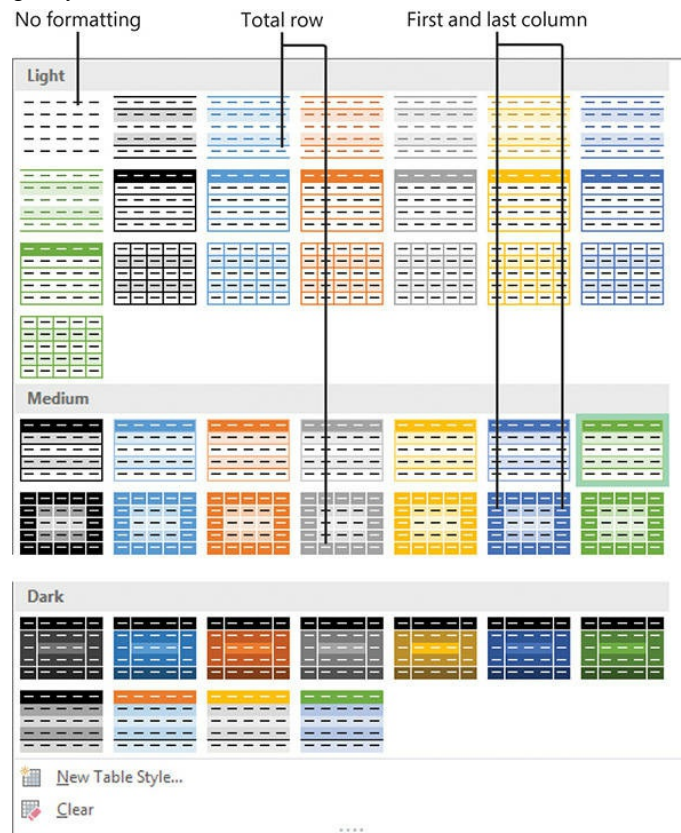 No formatting Total row First and last column
Light
Medium
Dark
New Table Style...
Clear